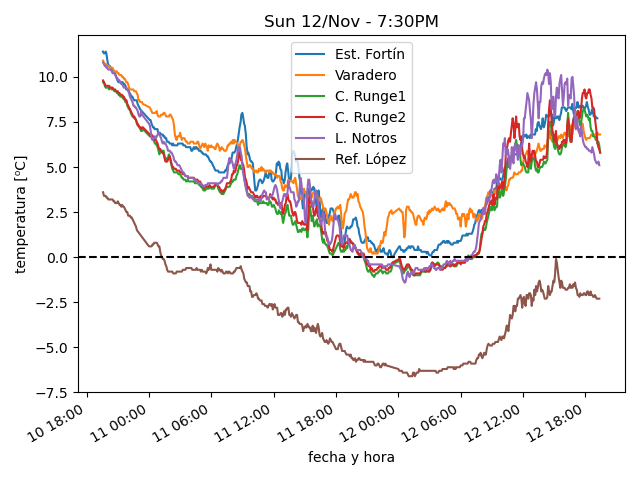 Sun 12/Nov - 7:30PM
Est. Fortín
Varadero
C. Runge1
C. Runge2
L. Notros
Ref. López
temperatura [°C]
10.0
7.5
5.0
2.5
0.0
−2.5
−5.0
−7.5
10 18:00
11 00:00
11 06:00
11 12:00
11 18:00
12 00:00
12 06:00
12 12:00
12 18:00
fecha y hora